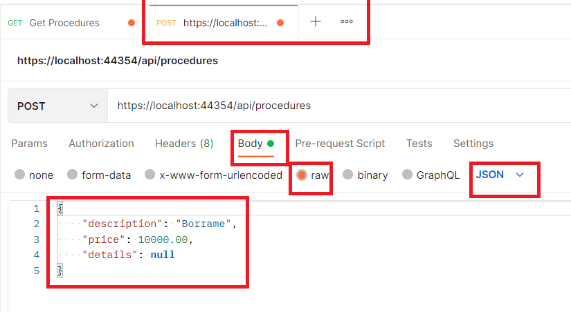 GET Get Procedures POST https://localhost:... + ooo
https://localhost:44354/api/procedures
POST https://localhost:44354/api/procedures
Params Authorization Headers (8) Body Pre-request Script Tests Settings
none form-data x-www-form-urlencoded raw binary GraphQL JSON
1 {
2 "description": "Borrame",
3 "price": 10000.00,
4 "details": null
5 }